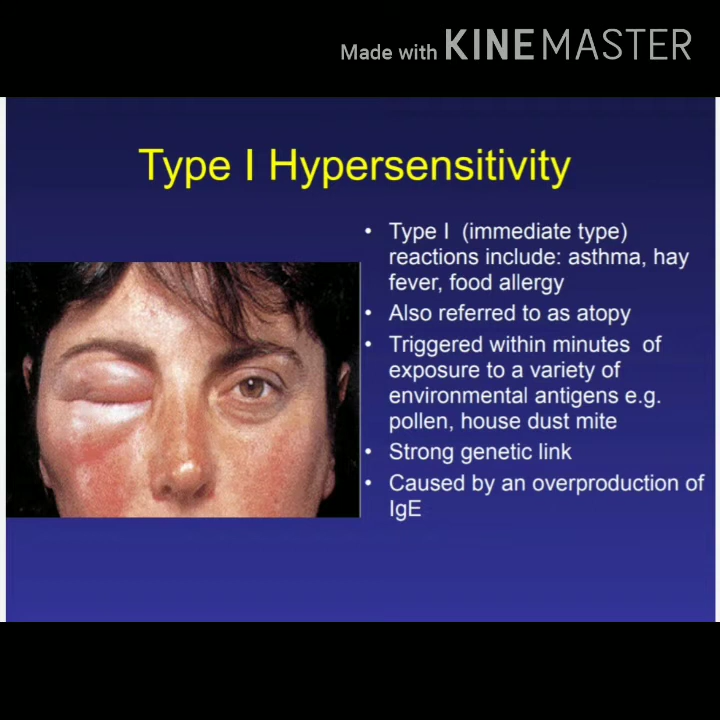 Made with KINEMASTER
Type I Hypersensitivity
• Type I (immediate type)
reactions include: asthma, hay
fever, food allergy
• Also referred to as atopy
• Triggered within minutes of
exposure to a variety of
environmental antigens e.g.
pollen, house dust mite
• Strong genetic link
• Caused by an overproduction of
IgE